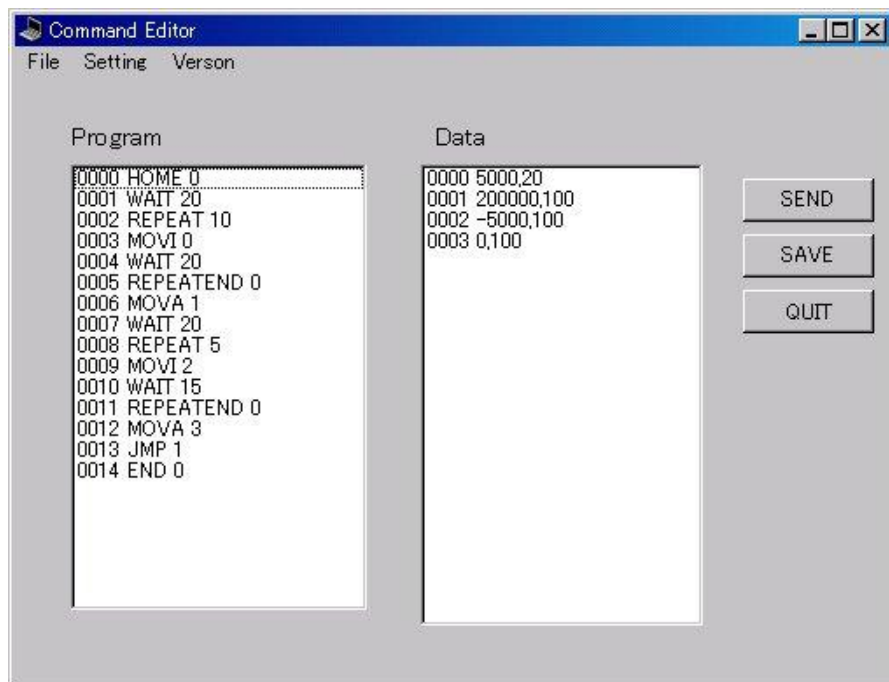 Command Editor
File Setting Verson
Program
0000 HOME 0
0001 WAIT 20
0002 REPEAT 10
0003 MOVI 0
0004 WAIT 20
0005 REPEATEND 0
0006 MOVA 1
0007 WAIT 20
0008 REPEAT 5
0009 MOVI 2
0010 WAIT 15
0011 REPEATEND 0
0012 MOVA 3
0013 JMP 1
0014 END 0
Data
0000 5000,20
0001 200000,100
0002 -5000,100
0003 0,100
SEND
SAVE
QUIT